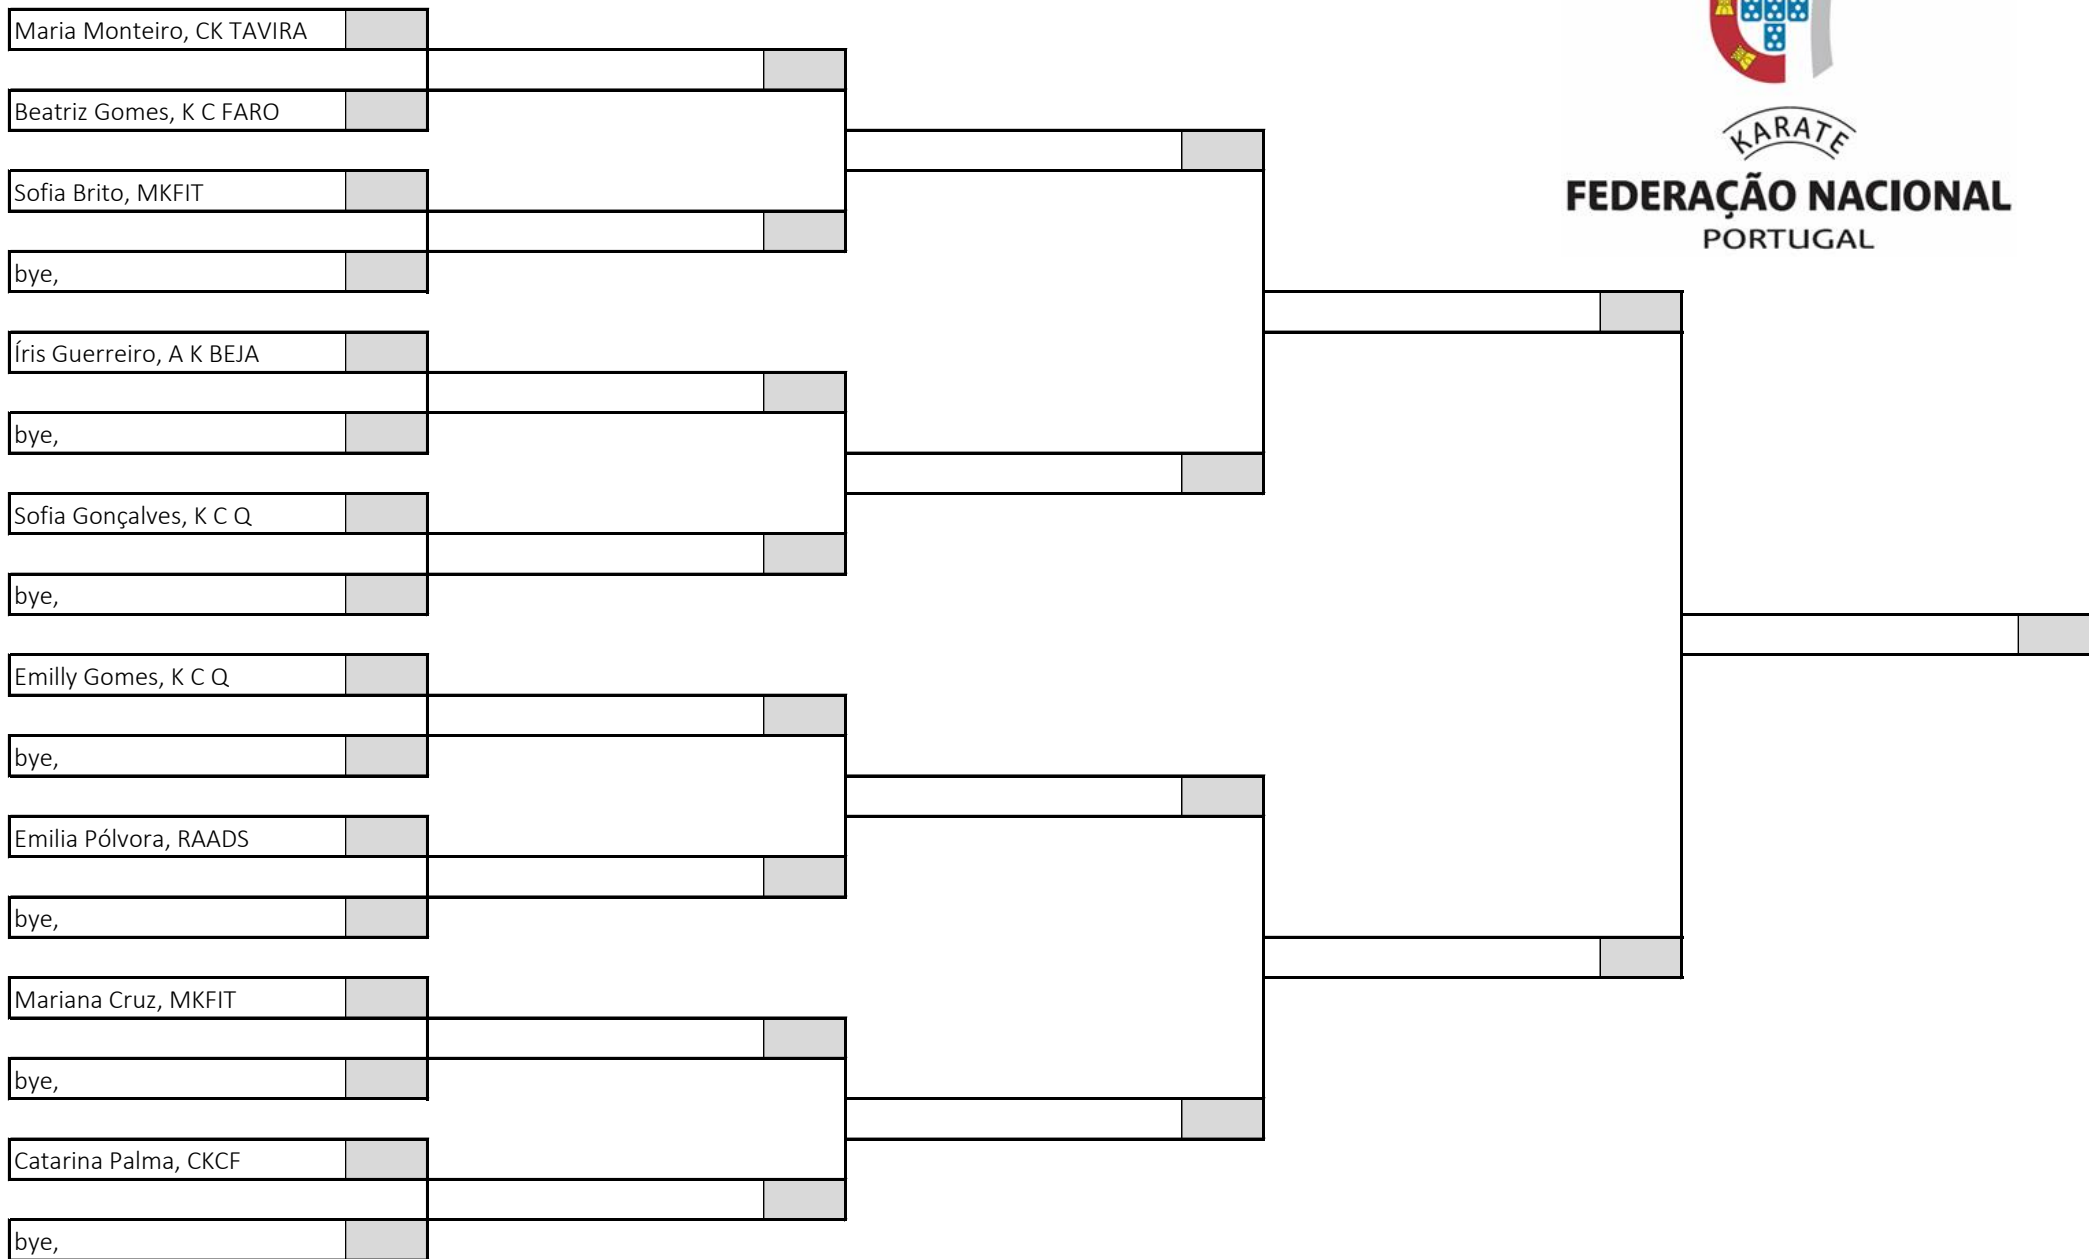 Maria Monteiro, CK TAVIRA
Beatriz Gomes, K C FARO
Sofia Brito, MKFIT
bye,
Íris Guerreiro, A K BEJA
bye,
Sofia Gonçalves, K C Q
bye,
Emilly Gomes, K C Q
bye,
Emilia Pólvora, RAADS
bye,
Mariana Cruz, MKFIT
bye,
Catarina Palma, CKCF
bye,
KARATE
FEDERAÇÃO NACIONAL
PORTUGAL